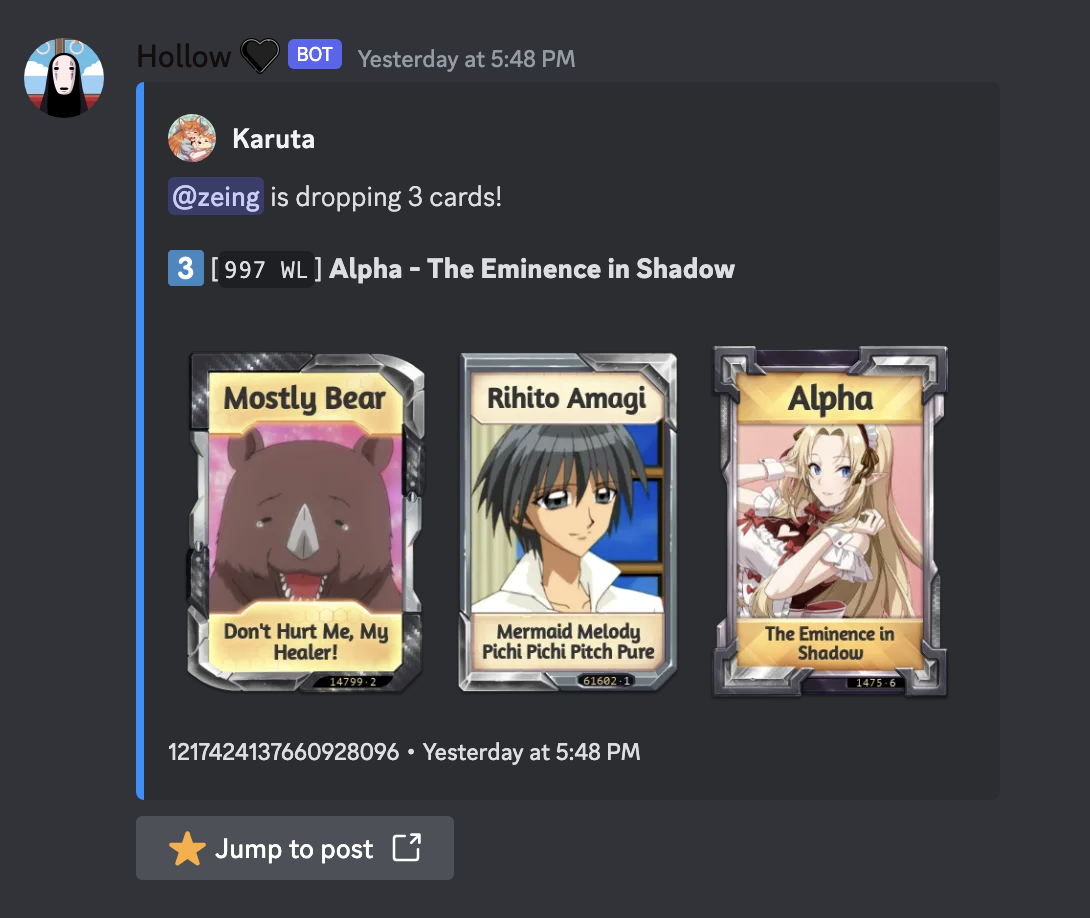 Hollow 🖤 BOT Yesterday at 5:48 PM
Karuta
@zeing is dropping 3 cards!
3 [997 WL] Alpha - The Eminence in Shadow
Mostly Bear
Don't Hurt Me, My
Healer!
14799·2
Rihito Amagi
Mermaid Melody
Pichi Pichi Pitch Pure
61602·1
Alpha
The Eminence in
Shadow
1475·6
1217424137660928096 • Yesterday at 5:48 PM
Jump to post